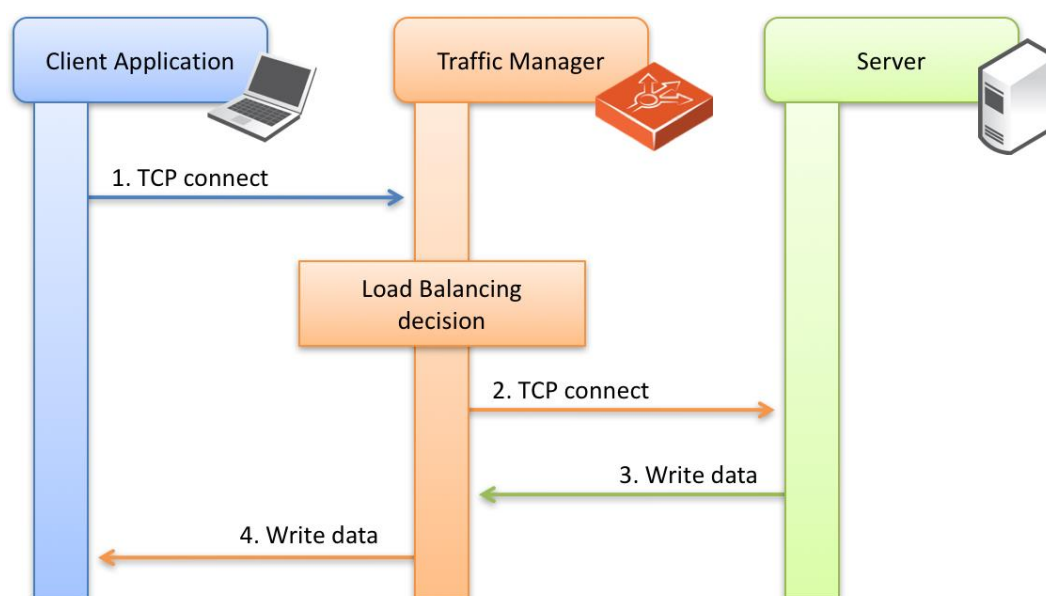 Client Application
Traffic Manager
Server
1. TCP connect
Load Balancing
decision
2. TCP connect
3. Write data
4. Write data